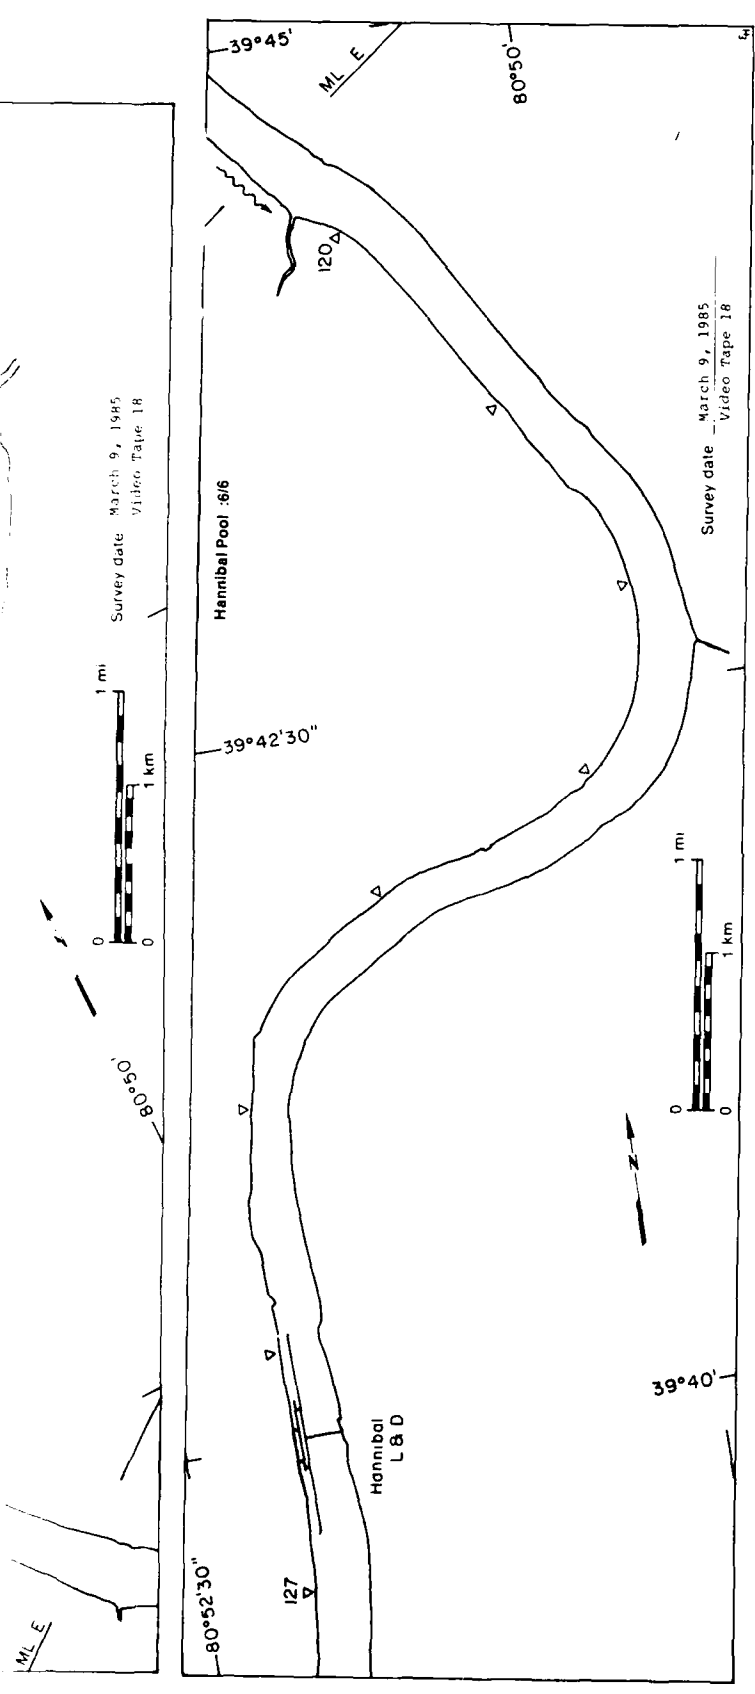 Survey date March 9, 1985
Video Tape 18
0 1 mi
0 1 km
80°50'
ML E
39°45'
ML E
80°50'
120
Hannibal Pool :6/6
Survey date March 9, 1985
Video Tape 18
39°42'30"
0 1 mi
0 1 km
N
39°40'
Hannibal
L & D
127
80°52'30"